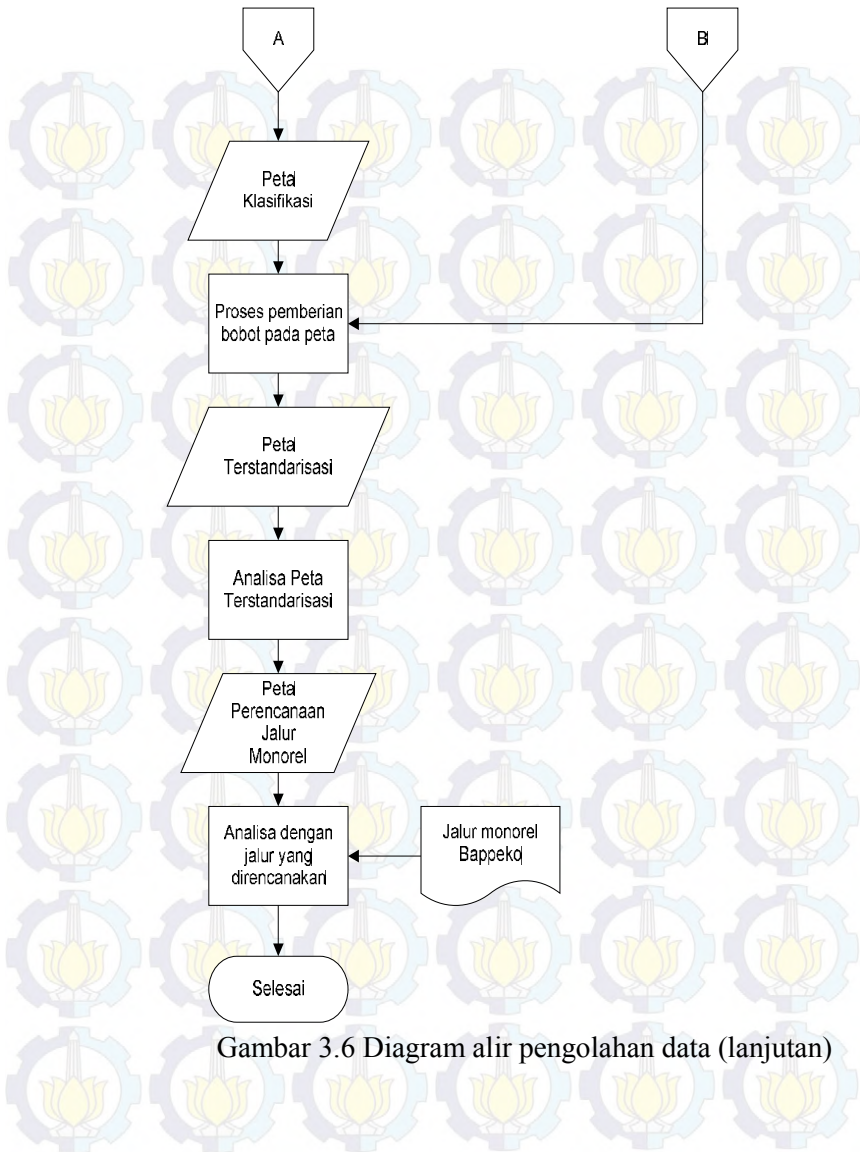 A
B
Peta
Klasifikasi
Proses pemberian
bobot pada peta
Peta
Terstandarisasi
Analisa Peta
Terstandarisasi
Peta
Perencanaan
Jalur
Monorel
Analisa dengan
jalur yang
direncanakan
Jalur monorel
Bappeko
Selesai
Gambar 3.6 Diagram alir pengolahan data (lanjutan)